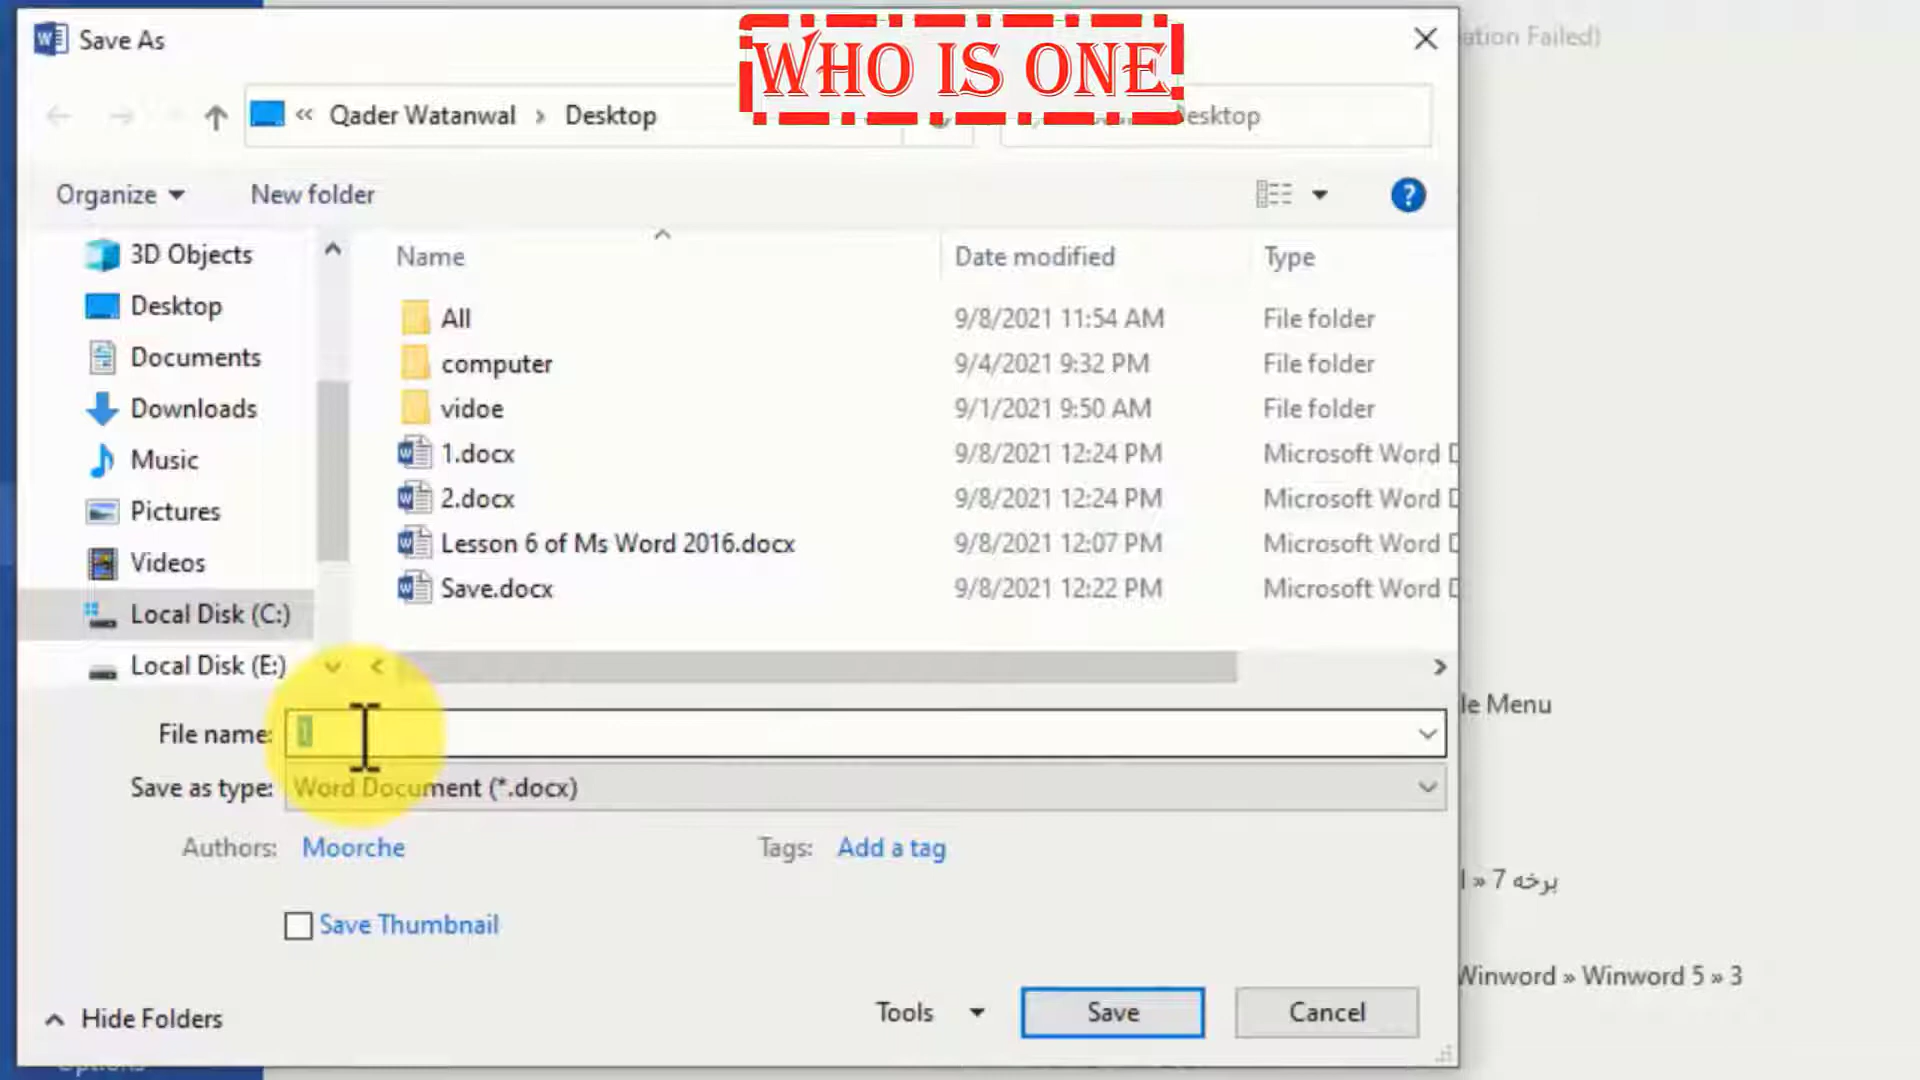 Save As
WHO IS ONE
ation Failed)
« Qader Watanwal › Desktop
Desktop
Organize
New folder
?
3D Objects
Desktop
Documents
Downloads
Music
Pictures
Videos
Local Disk (C:)
Local Disk (E:)
Name Date modified Type
All 9/8/2021 11:54 AM File folder
computer 9/4/2021 9:32 PM File folder
vidoe 9/1/2021 9:50 AM File folder
1.docx 9/8/2021 12:24 PM Microsoft Word D
2.docx 9/8/2021 12:24 PM Microsoft Word D
Lesson 6 of Ms Word 2016.docx 9/8/2021 12:07 PM Microsoft Word D
Save.docx 9/8/2021 12:22 PM Microsoft Word D
le Menu
File name: 1
Save as type: Word Document (*.docx)
Authors: Moorche Tags: Add a tag
برخه 7 «
Save Thumbnail
Winword » Winword 5 » 3
Hide Folders
Tools
Save
Cancel
Options